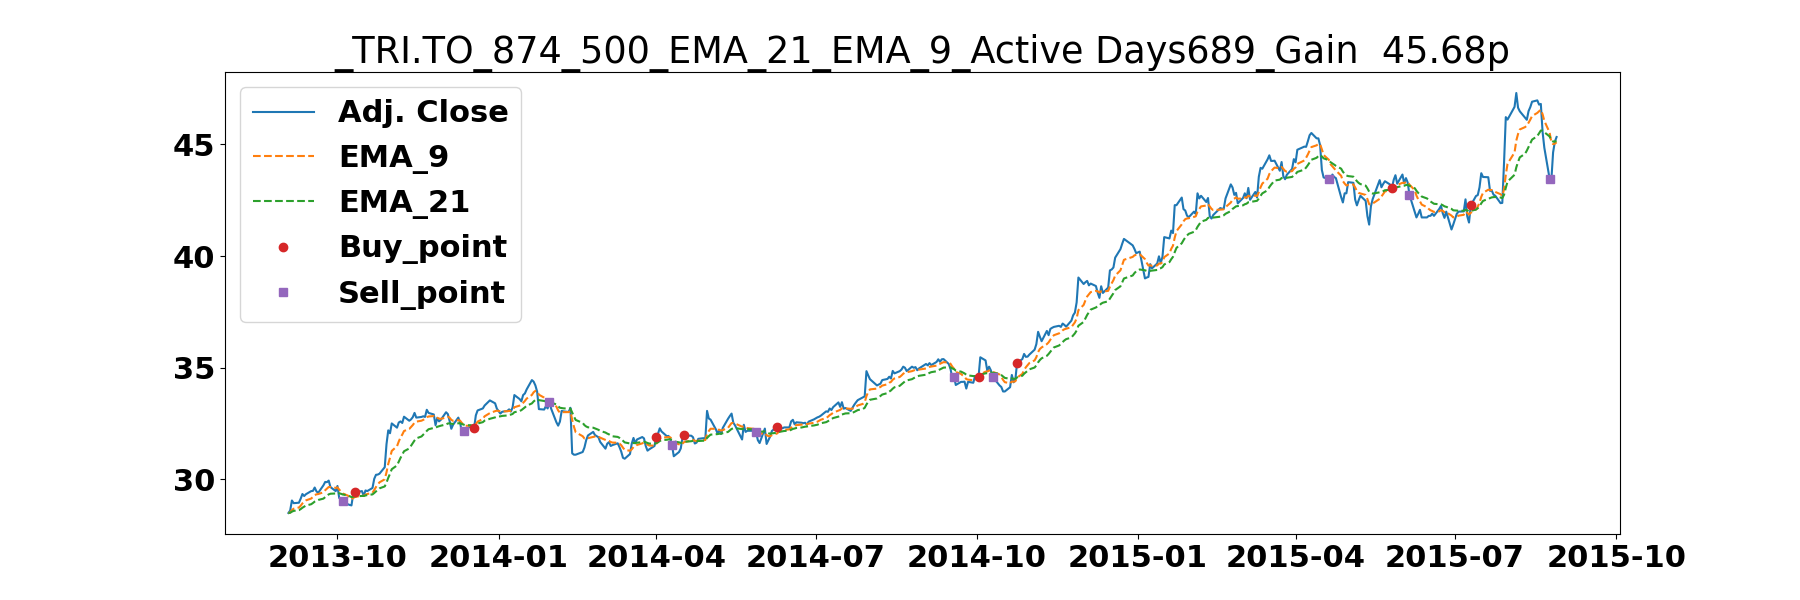 _TRI.TO_874_500_EMA_21_EMA_9_Active Days689_Gain  45.68p
Adj. Close
EMA_9
EMA_21
Buy_point
Sell_point
45
40
35
30
2013-10 2014-01 2014-04 2014-07 2014-10 2015-01 2015-04 2015-07 2015-10